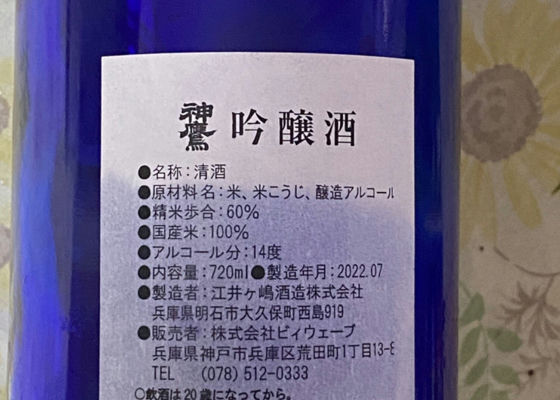 神鷹 吟醸酒
●名称：清酒
●原材料名：米、米こうじ、醸造アルコール
●精米歩合：60%
●国産米：100%
●アルコール分：14度
●内容量：720ml●製造年月：2022.07
●製造者：江井ヶ嶋酒造株式会社
兵庫県明石市大久保町西島919
●販売者：株式会社ビィウェーブ
兵庫県神戸市兵庫区荒田町1丁目13-8
TEL (078) 512-0333
○飲酒は20歳になってから。